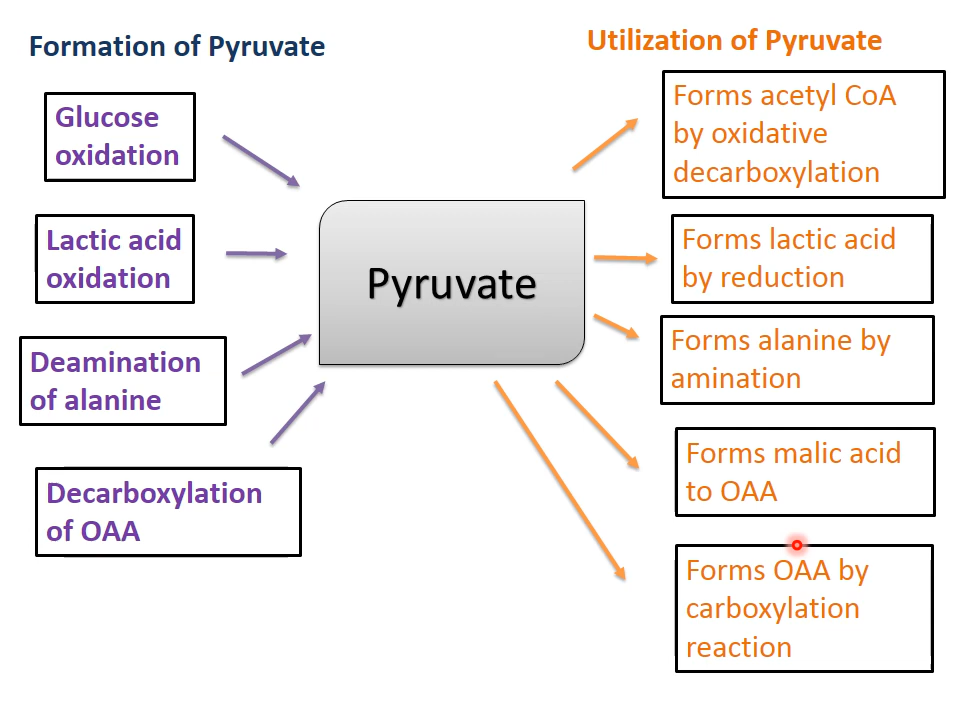 Formation of Pyruvate
Glucose
oxidation
Lactic acid
oxidation
Deamination
of alanine
Decarboxylation
of OAA
Pyruvate
Utilization of Pyruvate
Forms acetyl CoA
by oxidative
decarboxylation
Forms lactic acid
by reduction
Forms alanine by
amination
Forms malic acid
to OAA
Forms OAA by
carboxylation
reaction